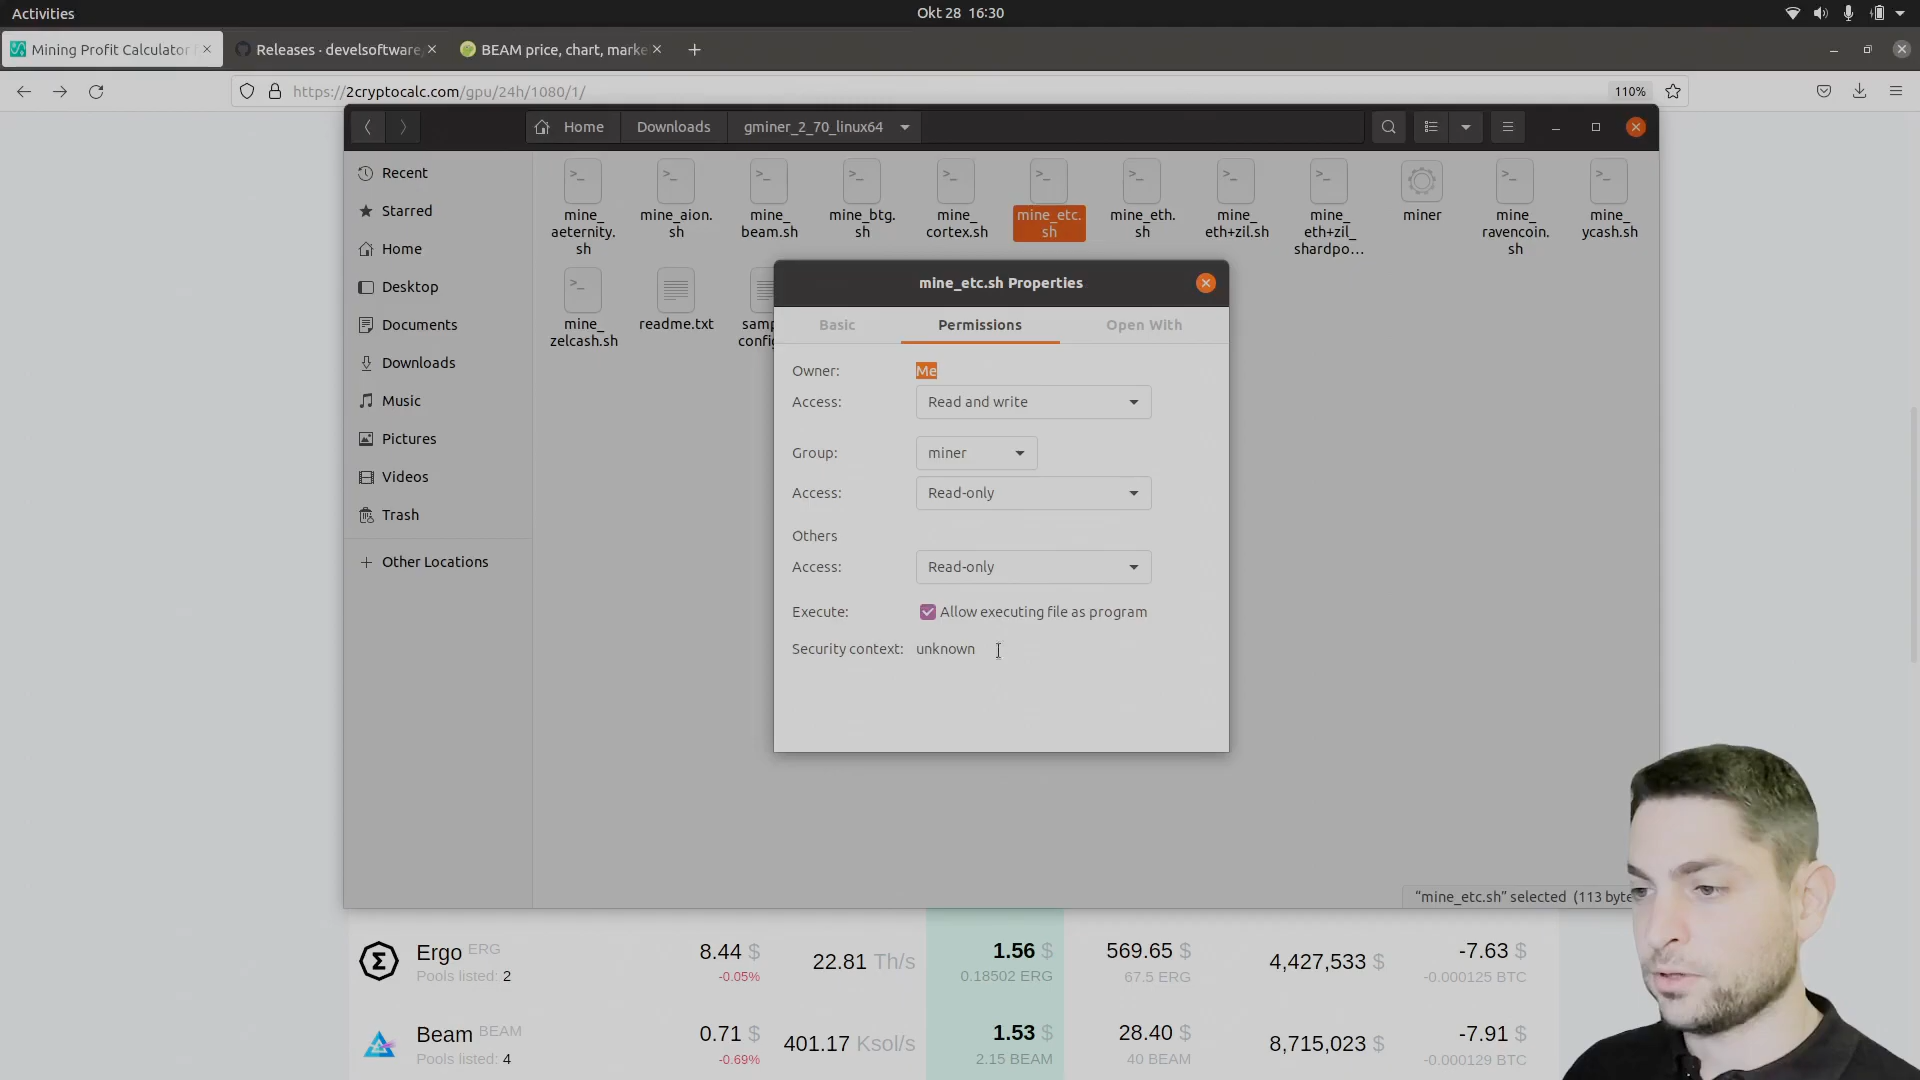 Activities
Okt 28 16:30
Mining Profit Calculator
Releases · develsoftware
BEAM price, chart, marke
https://2cryptocalc.com/gpu/24h/1080/1/
110%
Home
Downloads
gminer_2_70_linux64
Recent
Starred
Home
Desktop
Documents
Downloads
Music
Pictures
Videos
Trash
Other Locations
mine_
aeternity.
sh
mine_aion.
sh
mine_
beam.sh
mine_btg.
sh
mine_
cortex.sh
mine_etc.
sh
mine_eth.
sh
mine_
eth+zil.sh
mine_
eth+zil_
shardpo...
miner
mine_
ravencoin.
sh
mine_
ycash.sh
mine_
zelcash.sh
readme.txt
samp
config
mine_etc.sh Properties
Basic
Permissions
Open With
Owner: Me
Access: Read and write
Group: miner
Access: Read-only
Others
Access: Read-only
Execute: Allow executing file as program
Security context: unknown
“mine_etc.sh” selected (113 byte
Ergo ERG 8.44 $ 22.81 Th/s 1.56 $ 569.65 $ 4,427,533 $ -7.63 $
Pools listed: 2 -0.05% 0.18502 ERG 67.5 ERG -0.000125 BTC
Beam BEAM 0.71 $ 401.17 Ksol/s 1.53 $ 28.40 $ 8,715,023 $ -7.91 $
Pools listed: 4 -0.69% 2.15 BEAM 40 BEAM -0.000129 BTC